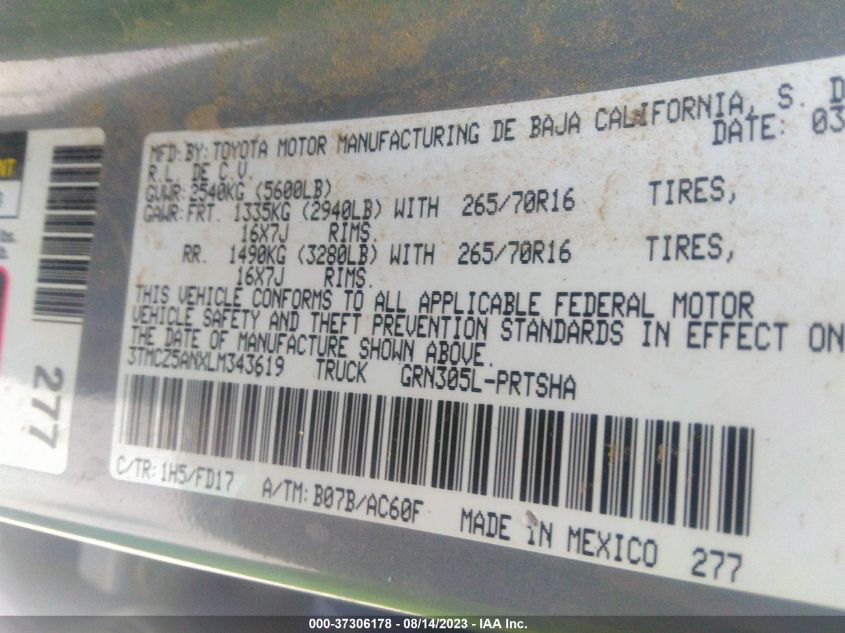 MFD. BY: TOYOTA MOTOR MANUFACTURING DE BAJA CALIFORNIA, S. D
R.L. DE C.V. DATE: 03
GVWR: 2540KG (5600LB)
GAWR: FRT. 1335KG (2940LB) WITH 265/70R16 TIRES,
16X7J RIMS.
RR. 1490KG (3280LB) WITH 265/70R16 TIRES,
16X7J RIMS.
THIS VEHICLE CONFORMS TO ALL APPLICABLE FEDERAL MOTOR
VEHICLE SAFETY AND THEFT PREVENTION STANDARDS IN EFFECT ON
THE DATE OF MANUFACTURE SHOWN ABOVE.
3TMCZ5ANXLM343619 TRUCK GRN305L-PRTSHA
C/TR: 1H5/FD17 A/TM: B07B/AC60F MADE IN MEXICO 277
277
000-37306178 - 08/14/2023 - IAA Inc.